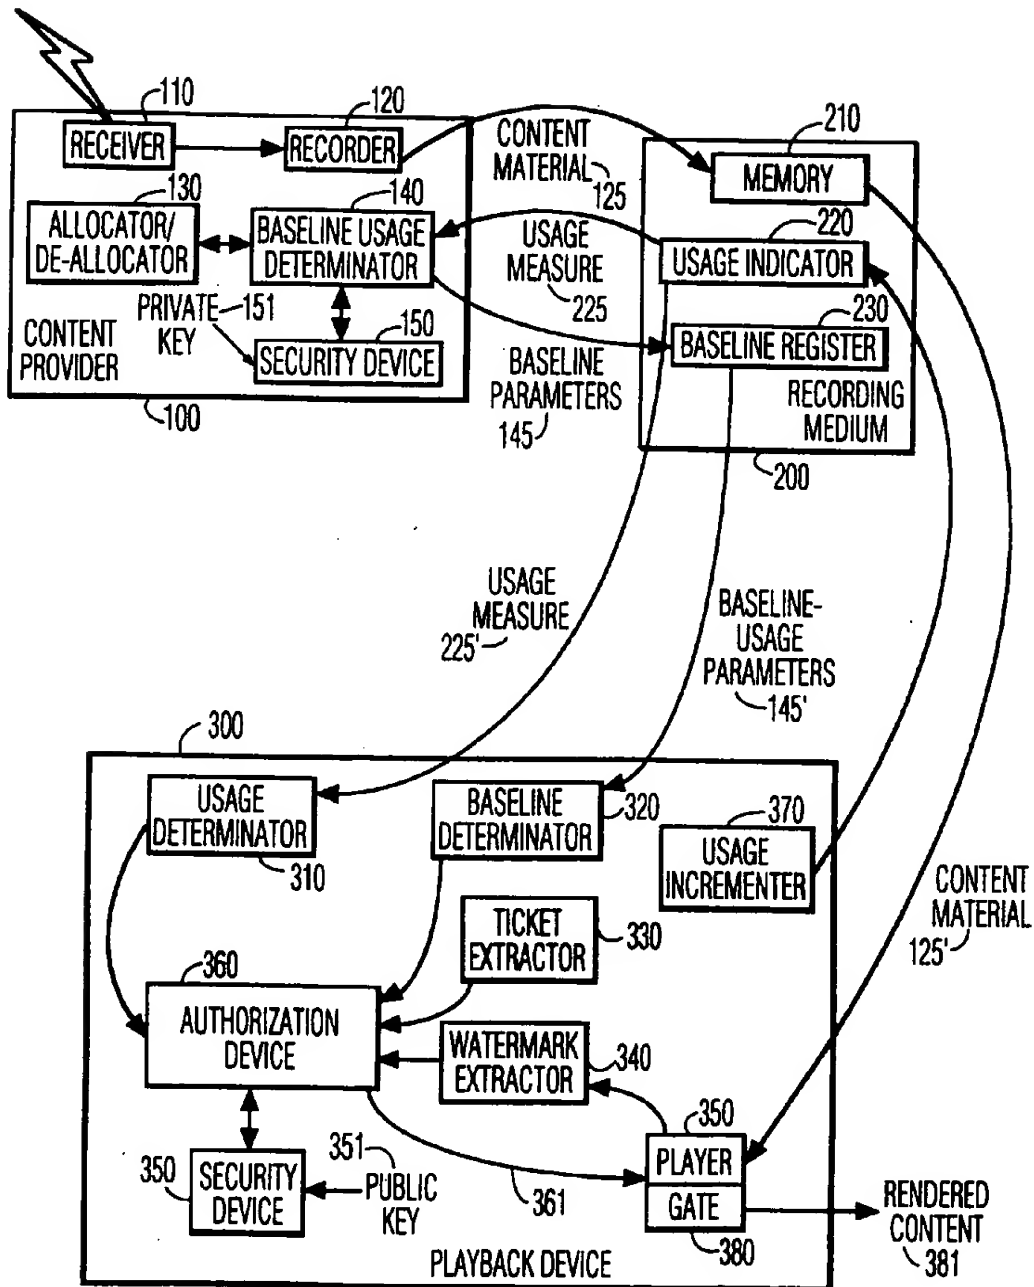 110
RECEIVER
120
RECORDER
130
ALLOCATOR/
DE-ALLOCATOR
140
BASELINE USAGE
DETERMINATOR
PRIVATE
KEY
151
150
SECURITY DEVICE
CONTENT
PROVIDER
100
CONTENT
MATERIAL
125
USAGE
MEASURE
225
BASELINE
PARAMETERS
145
210
MEMORY
220
USAGE INDICATOR
230
BASELINE REGISTER
RECORDING
MEDIUM
200
USAGE
MEASURE
225'
BASELINE-
USAGE
PARAMETERS
145'
300
USAGE
DETERMINATOR
310
BASELINE
DETERMINATOR
320
370
USAGE
INCREMENTER
CONTENT
MATERIAL
125'
TICKET
EXTRACTOR
330
360
AUTHORIZATION
DEVICE
WATERMARK
EXTRACTOR
340
350
SECURITY
DEVICE
351
PUBLIC
KEY
361
350
PLAYER
GATE
380
RENDERED
CONTENT
381
PLAYBACK DEVICE